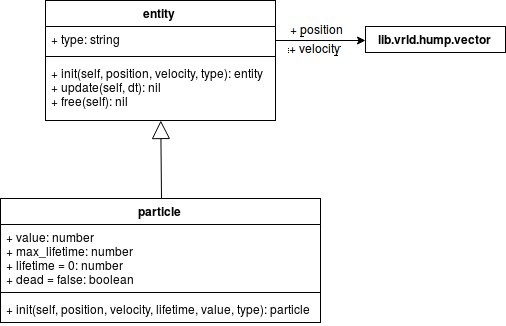 entity
+ type: string
+ init(self, position, velocity, type): entity
+ update(self, dt): nil
+ free(self): nil
+ position
+ velocity
lib.vrld.hump.vector
particle
+ value: number
+ max_lifetime: number
+ lifetime = 0: number
+ dead = false: boolean
+ init(self, position, velocity, lifetime, value, type): particle